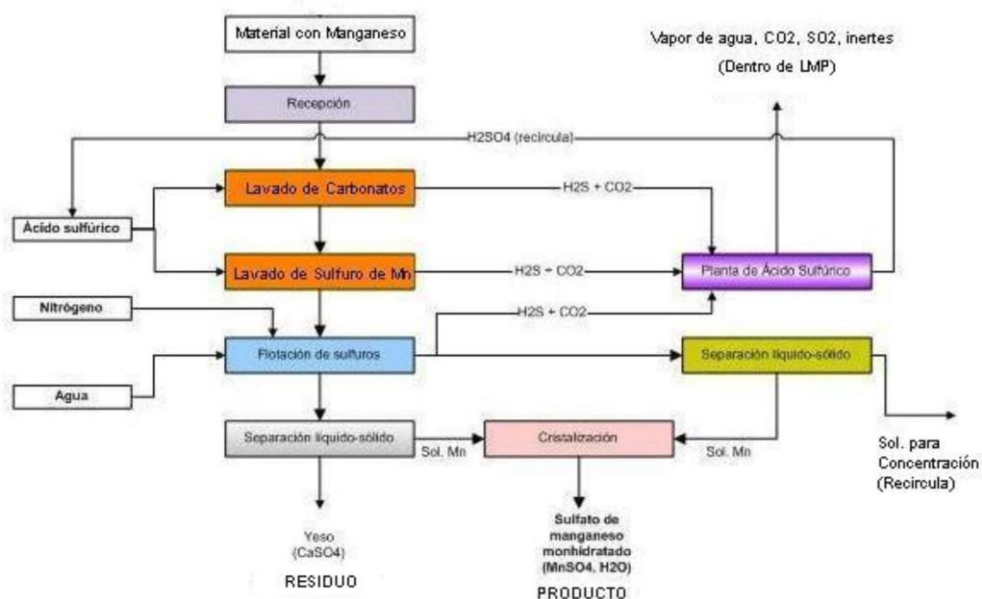 Material con Manganeso
Vapor de agua, CO2, SO2, inertes
(Dentro de LMP)
Recepción
H2SO4 (recircula)
Lavado de Carbonatos
H2S + CO2
Ácido sulfúrico
Lavado de Sulfuro de Mn
H2S + CO2
Planta de Ácido Sulfúrico
Nitrógeno
H2S + CO2
Flotación de sulfuros
Separación líquido-sólido
Agua
Separación líquido-sólido
Sol. Mn
Cristalización
Sol. Mn
Sol. para
Concentración
(Recircula)
Yeso
(CaSO4)
RESIDUO
Sulfato de
manganeso
monhidratado
(MnSO4. H2O)
PRODUCTO